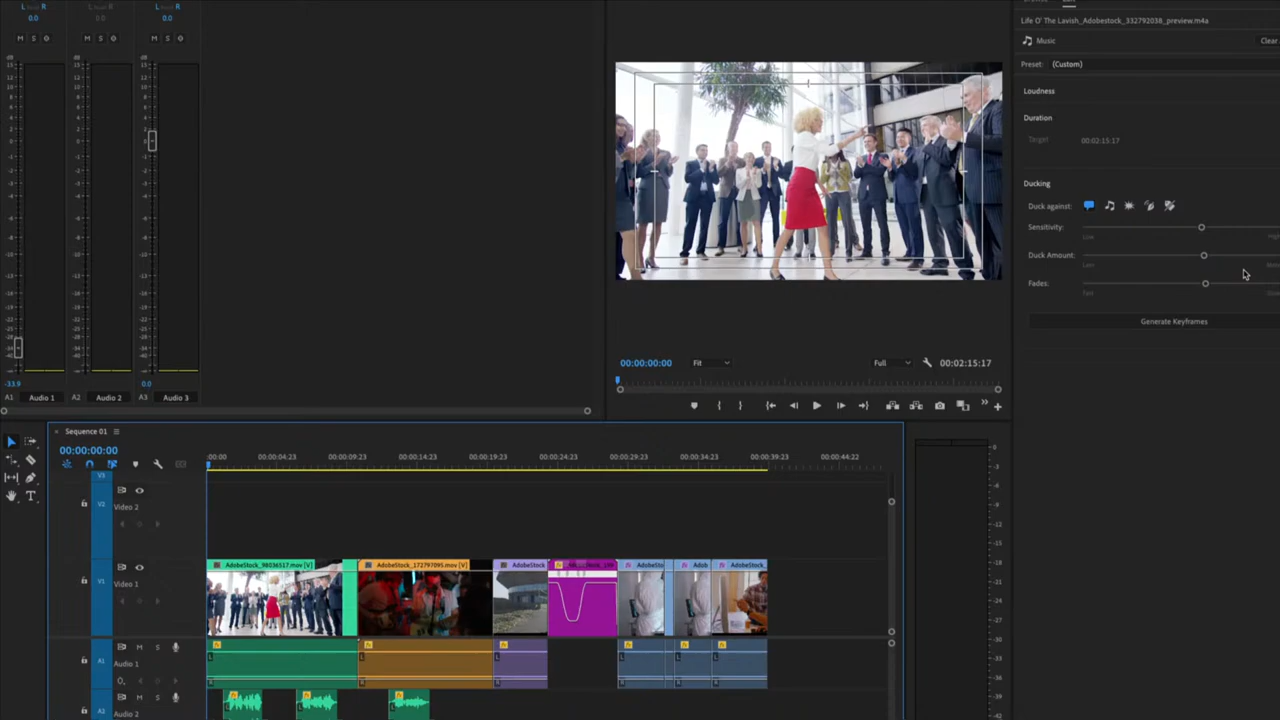 L R
L R
0.0
0.0
0.0
M S
M S
M S
Life O' The Lavish_Adobestock_332792038_preview.m4a
Music
Clear
Preset: (Custom)
Loudness
Duration
Target 00:02:15:17
Ducking
Duck against:
Sensitivity:
Low
Duck Amount:
Less
Fades:
Fast
Generate Keyframes
-33.9
0.0
A1 Audio 1
A2 Audio 2
A3 Audio 3
00:00:00:00
Fit
Full
00:02:15:17
Sequence 01
00:00:00:00
:00:00
00:00:04:23
00:00:09:23
00:00:14:23
00:00:19:23
00:00:24:23
00:00:29:23
00:00:34:23
00:00:39:23
00:00:44:22
V3
V2
Video 2
V1
Video 1
AdobeStock_98036517.mov [V]
AdobeStock_172797095.mov [V]
AdobeStock
AdobeSto
Adob
AdobeStock_
A1
M S
Audio 1
M S
A2
Audio 2